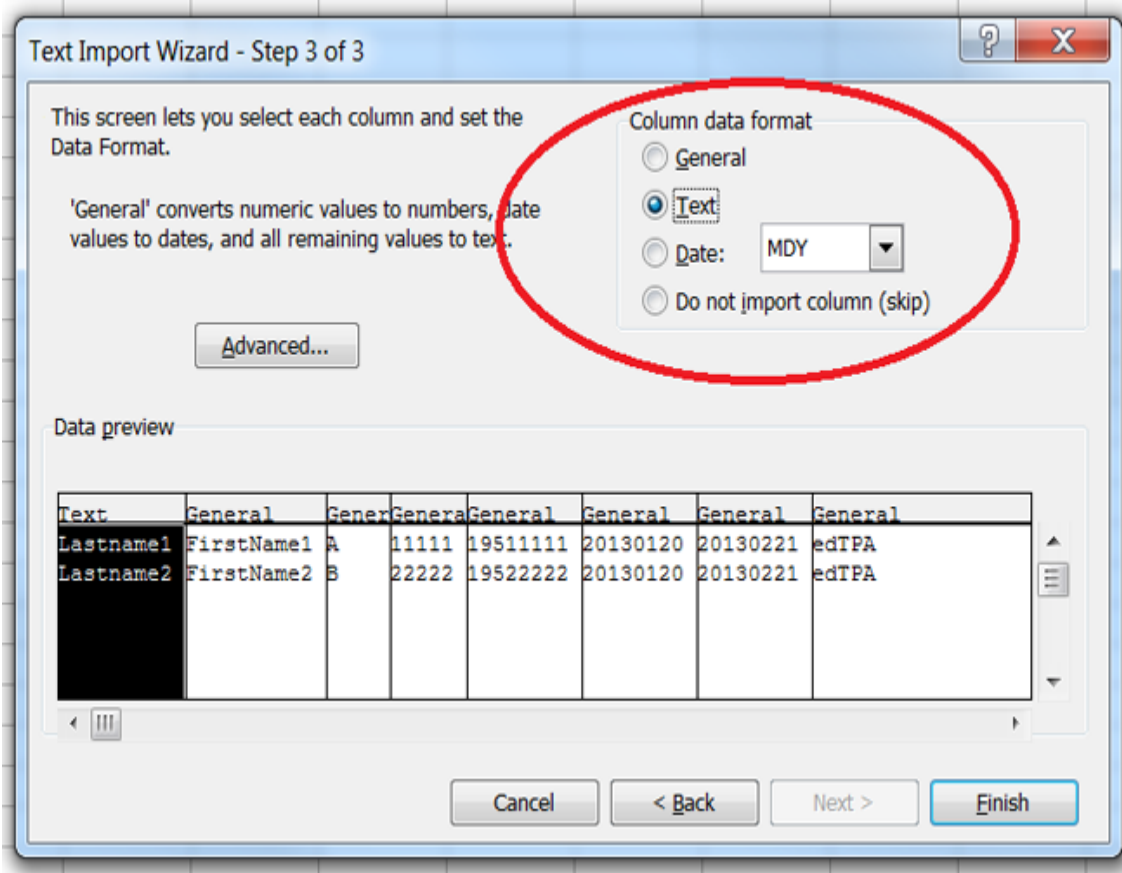 Text Import Wizard - Step 3 of 3
?
X
This screen lets you select each column and set the
Data Format.
'General' converts numeric values to numbers, date
values to dates, and all remaining values to text.
Advanced...
Column data format
General
Text
Date: MDY
Do not import column (skip)
Data preview
Text General Gener Genera General General General General
Lastname1 FirstName1 A 11111 19511111 20130120 20130221 edTPA
Lastname2 FirstName2 B 22222 19522222 20130120 20130221 edTPA
Cancel < Back Next > Finish